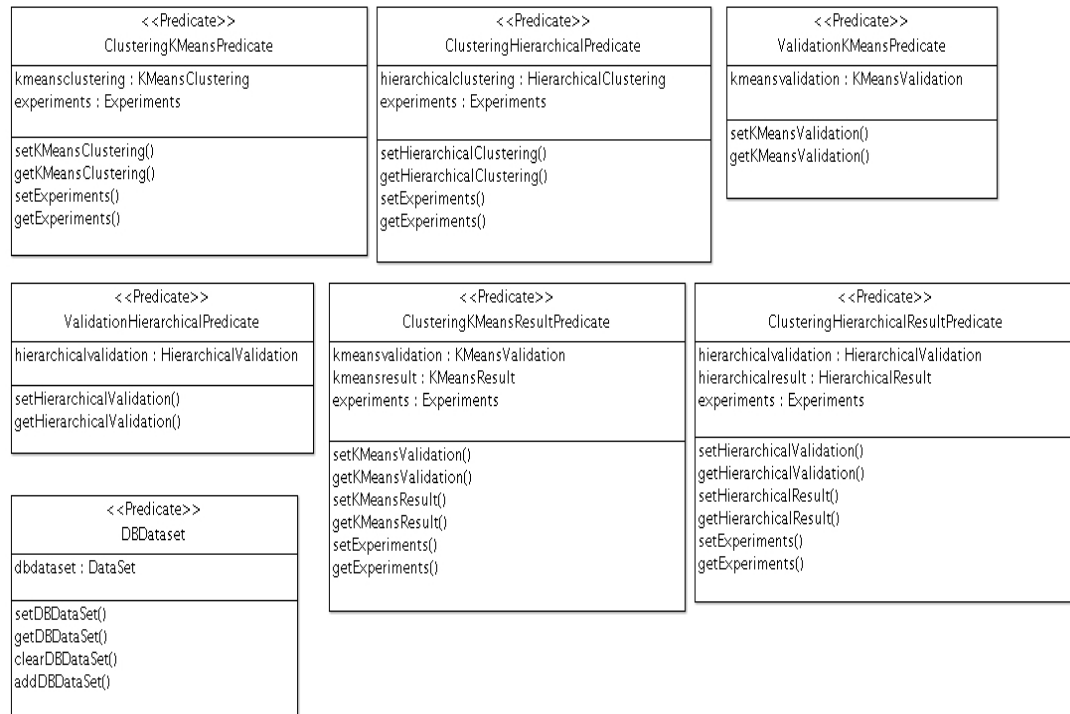 <<Predicate>>
ClusteringKMeansPredicate
kmeansclustering : KMeansClustering
experiments : Experiments
setKMeansClustering()
getKMeansClustering()
setExperiments()
getExperiments()
<<Predicate>>
ClusteringHierarchicalPredicate
hierarchicalclustering : HierarchicalClustering
experiments : Experiments
setHierarchicalClustering()
getHierarchicalClustering()
setExperiments()
getExperiments()
<<Predicate>>
ValidationKMeansPredicate
kmeansvalidation : KMeansValidation
setKMeansValidation()
getKMeansValidation()
<<Predicate>>
ValidationHierarchicalPredicate
hierarchicalvalidation : HierarchicalValidation
setHierarchicalValidation()
getHierarchicalValidation()
<<Predicate>>
ClusteringKMeansResultPredicate
kmeansvalidation : KMeansValidation
kmeansresult : KMeansResult
experiments : Experiments
setKMeansValidation()
getKMeansValidation()
setKMeansResult()
getKMeansResult()
setExperiments()
getExperiments()
<<Predicate>>
ClusteringHierarchicalResultPredicate
hierarchicalvalidation : HierarchicalValidation
hierarchicalresult : HierarchicalResult
experiments : Experiments
setHierarchicalValidation()
getHierarchicalValidation()
setHierarchicalResult()
getHierarchicalResult()
setExperiments()
getExperiments()
<<Predicate>>
DBDataset
dbdataset : DataSet
setDBDataSet()
getDBDataSet()
clearDBDataSet()
addDBDataSet()